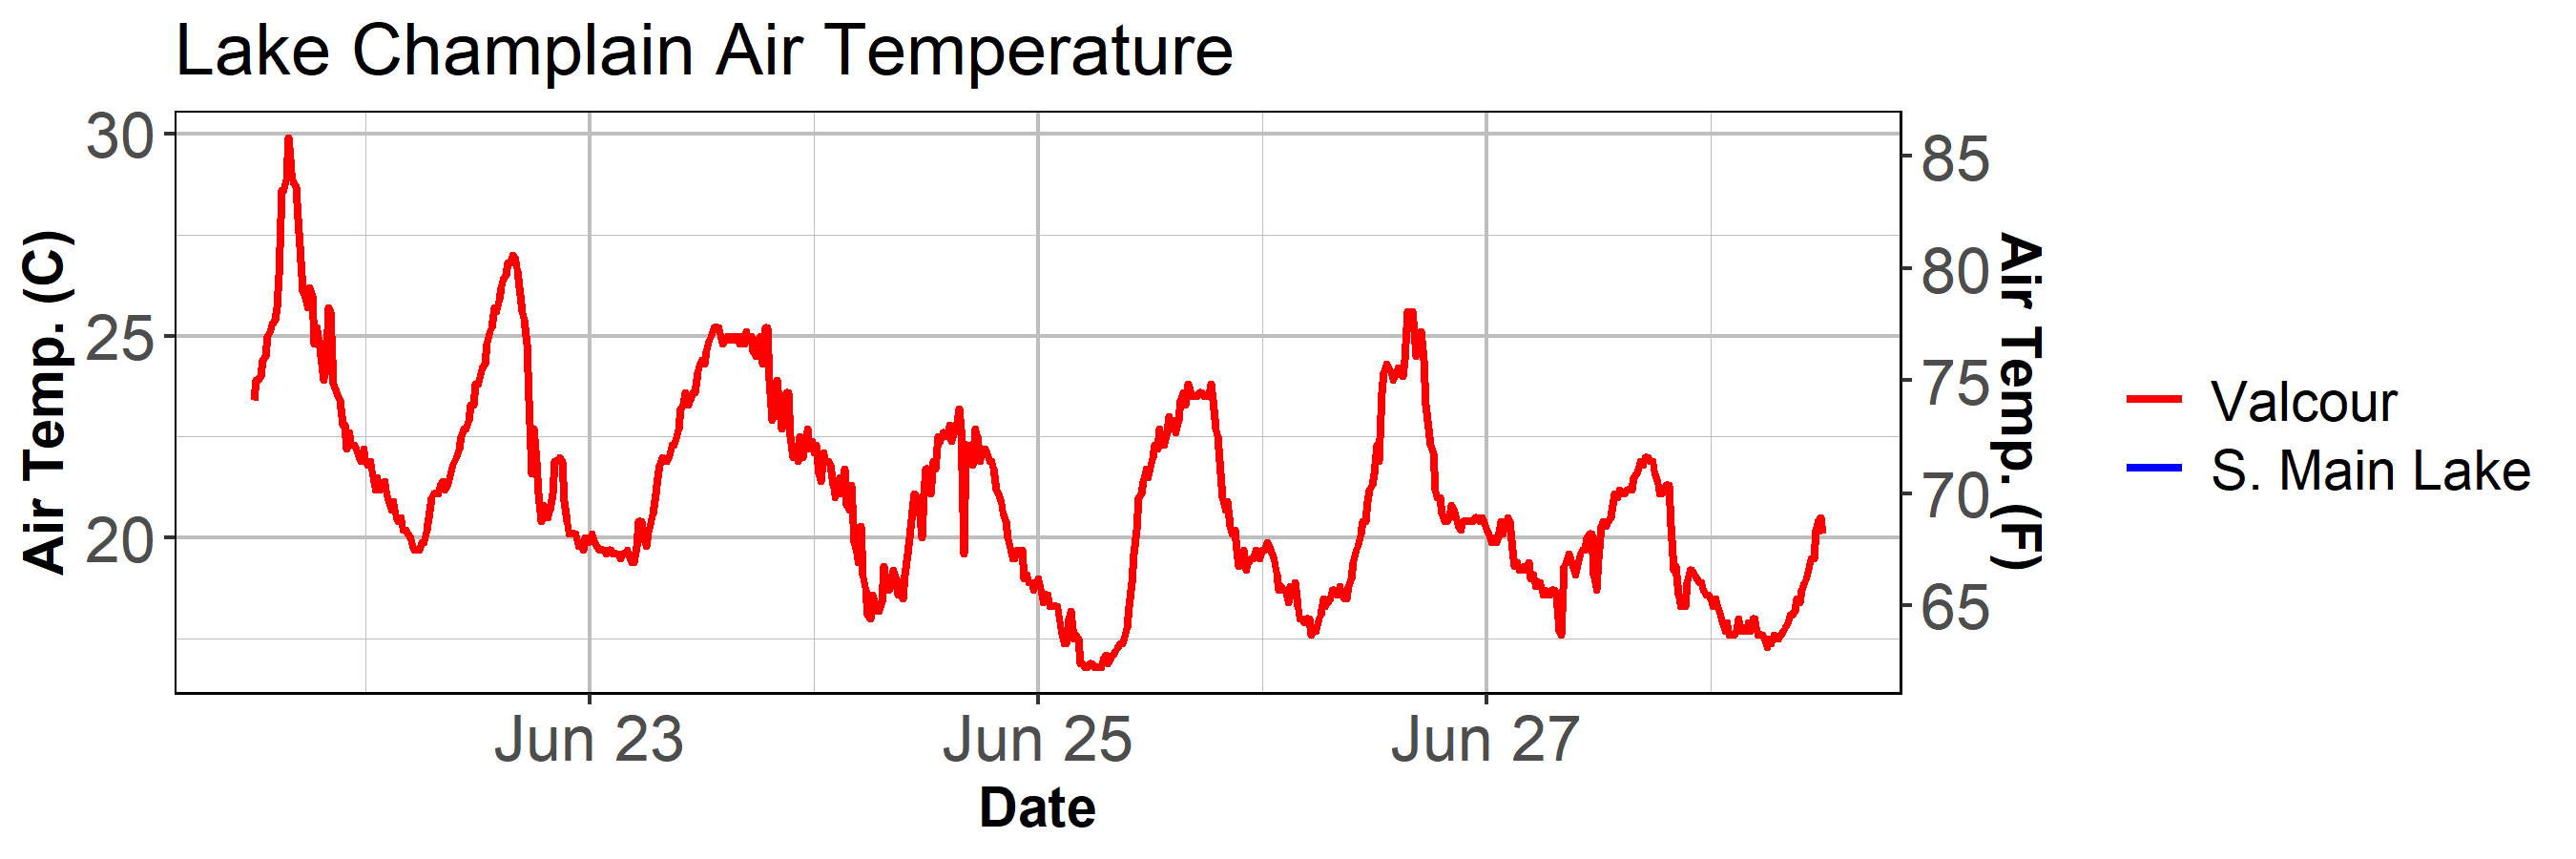 Lake Champlain Air Temperature
30
25
20
Air Temp. (C)
85
80
75
70
65
Air Temp. (F)
Jun 23
Jun 25
Jun 27
Date
Valcour
S. Main Lake